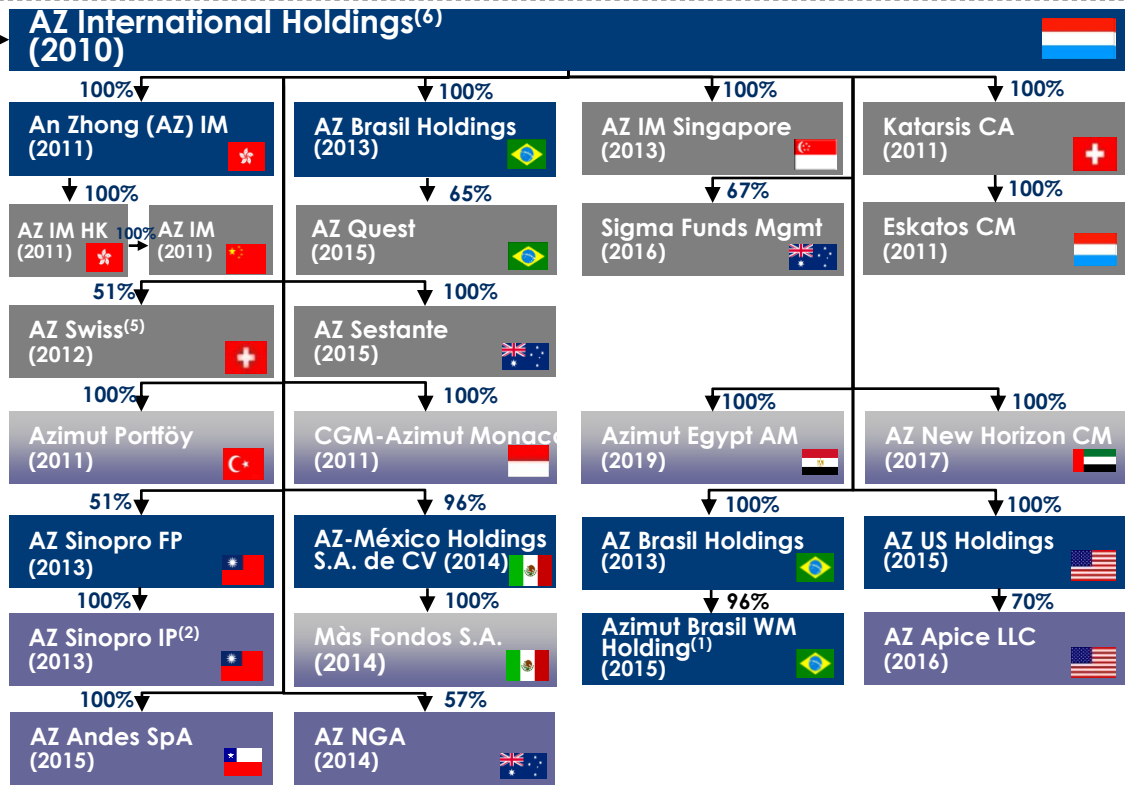 AZ International Holdings(6)
(2010)
100%
100%
100%
100%
An Zhong (AZ) IM
(2011)
AZ Brasil Holdings
(2013)
AZ IM Singapore
(2013)
Katarsis CA
(2011)
100%
65%
67%
100%
AZ IM HK
(2011)
100%
AZ IM
(2011)
AZ Quest
(2015)
Sigma Funds Mgmt
(2016)
Eskatos CM
(2011)
51%
100%
AZ Swiss(5)
(2012)
AZ Sestante
(2015)
100%
100%
100%
100%
Azimut Portföy
(2011)
CGM-Azimut Monaco
(2011)
Azimut Egypt AM
(2019)
AZ New Horizon CM
(2017)
51%
96%
100%
100%
AZ Sinopro FP
(2013)
AZ-México Holdings
S.A. de CV (2014)
AZ Brasil Holdings
(2013)
AZ US Holdings
(2015)
100%
100%
96%
70%
AZ Sinopro IP(2)
(2013)
Màs Fondos S.A.
(2014)
Azimut Brasil WM
Holding(1)
(2015)
AZ Apice LLC
(2016)
100%
57%
AZ Andes SpA
(2015)
AZ NGA
(2014)